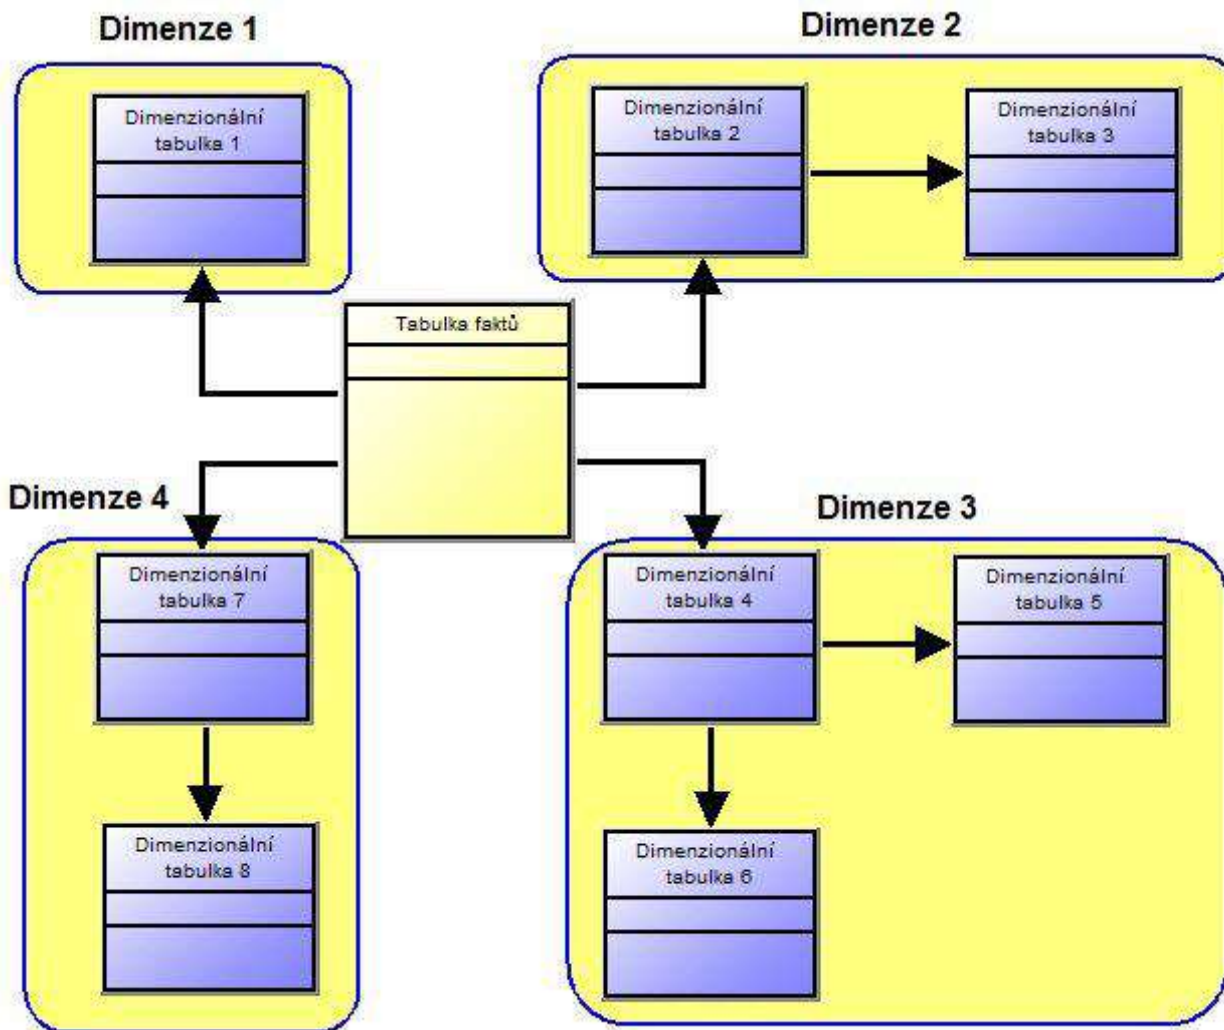 Dimenze 1
Dimenzionální
tabulka 1
Dimenze 2
Dimenzionální
tabulka 2
Dimenzionální
tabulka 3
Tabulka faktů
Dimenze 4
Dimenzionální
tabulka 7
Dimenzionální
tabulka 8
Dimenze 3
Dimenzionální
tabulka 4
Dimenzionální
tabulka 5
Dimenzionální
tabulka 6